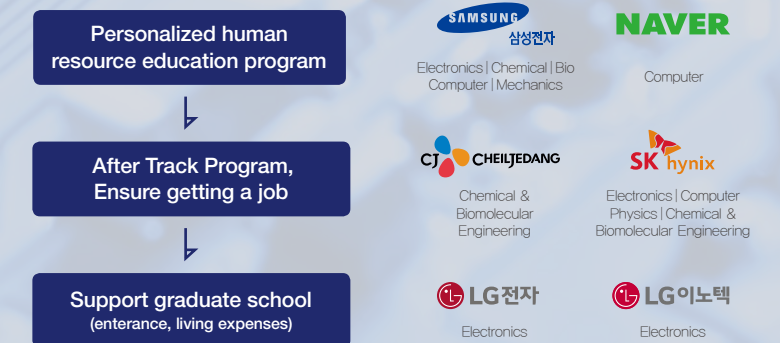 Personalized human
resource education program
After Track Program,
Ensure getting a job
Support graduate school
(enterance, living expenses)
SAMSUNG
삼성전자
Electronics | Chemical | Bio
Computer | Mechanics
NAVER
Computer
CJ CHEILJEDANG
Chemical &
Biomolecular
Engineering
SK hynix
Electronics | Computer
Physics | Chemical &
Biomolecular Engineering
LG전자
Electronics
LG이노텍
Electronics